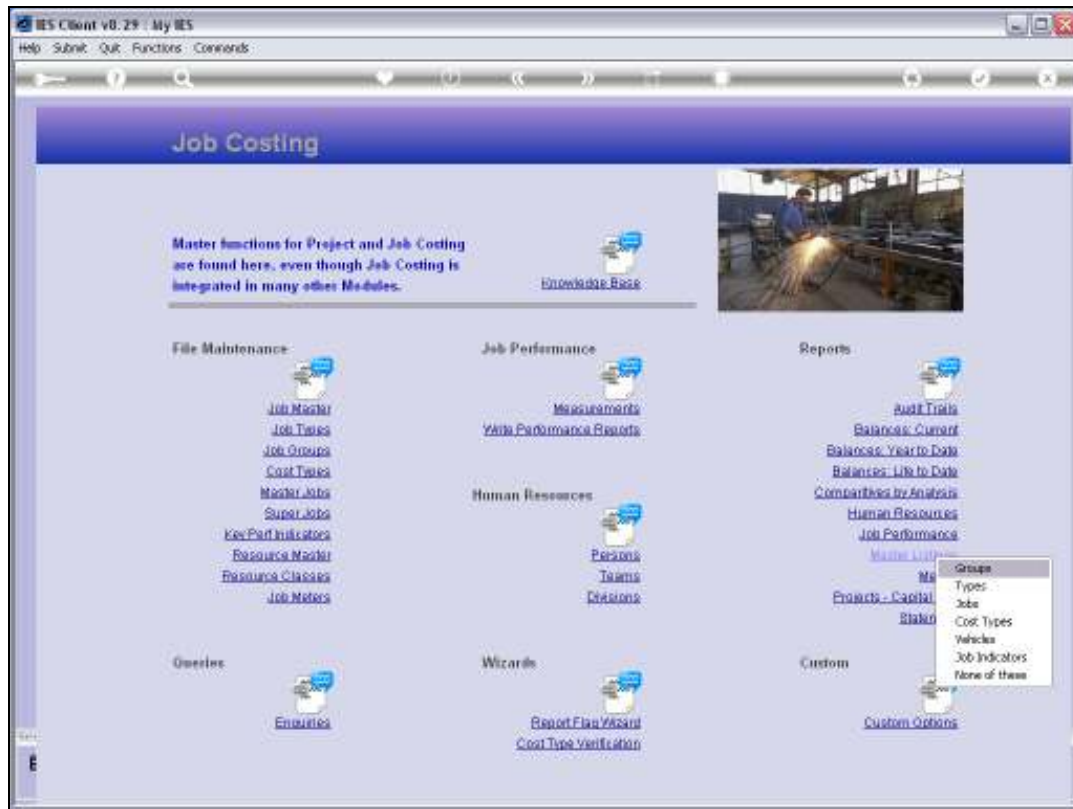 IES Client v8.29 : My IES
Help Submit Quit Functions Commands
Job Costing
Master functions for Project and Job Costing
are found here, even though Job Costing is
integrated in many other Modules.
Knowledge Base
File Maintenance
Job Master
Job Types
Job Groups
Cost Types
Master Jobs
Super Jobs
Key Perf Indicators
Resource Master
Resource Classes
Job Meters
Job Performance
Measurements
Write Performance Reports
Human Resources
Persons
Teams
Divisions
Reports
Audit Trails
Balances: Current
Balances: Year to Date
Balances: Life to Date
Comparitives by Analysis
Human Resources
Job Performance
Master Listings
Projects - Capital
Groups
Types
Jobs
Cost Types
Vehicles
Job Indicators
None of these
Queries
Enquiries
Wizards
Report Flag Wizard
Cost Type Verification
Custom
Custom Options